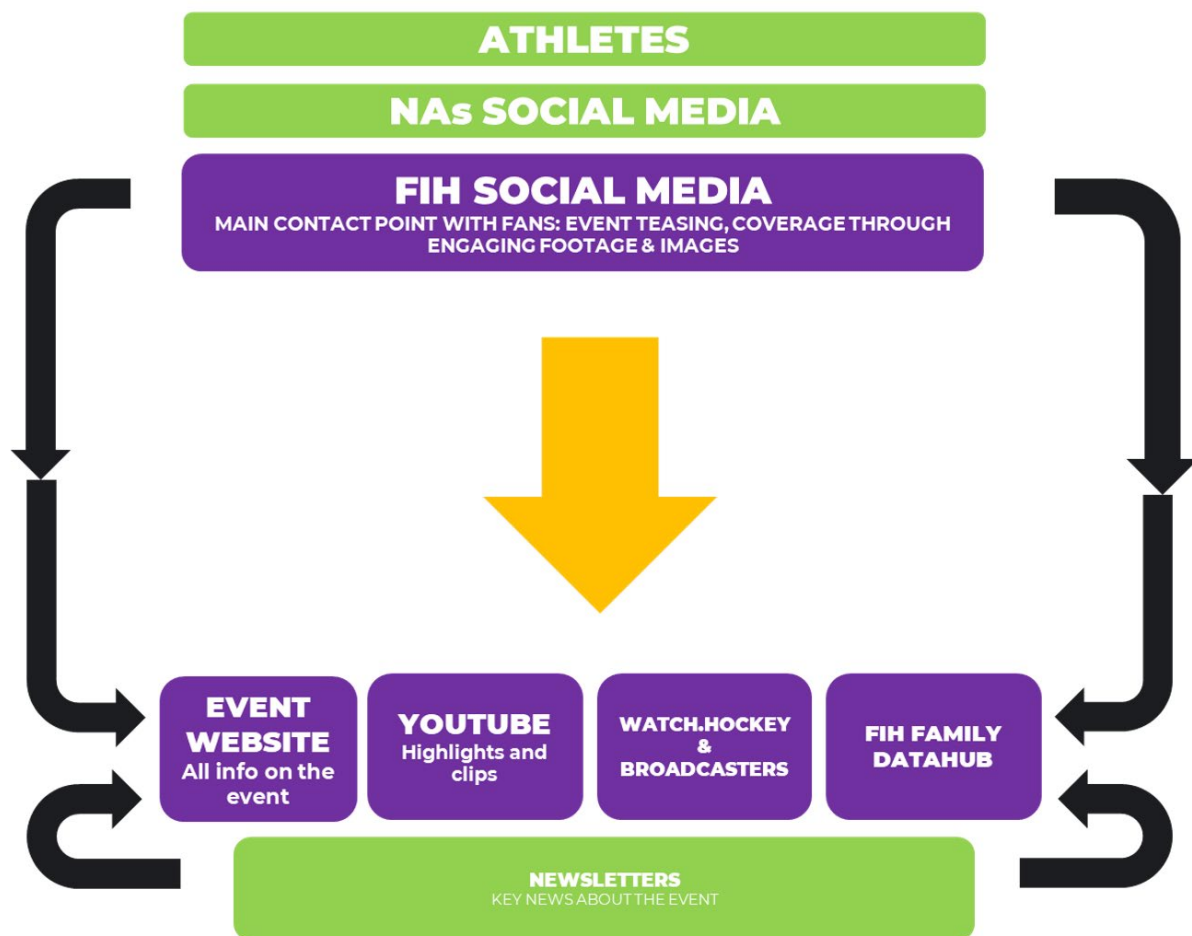 ATHLETES
NAs SOCIAL MEDIA
FIH SOCIAL MEDIA
MAIN CONTACT POINT WITH FANS: EVENT TEASING, COVERAGE THROUGH
ENGAGING FOOTAGE & IMAGES
EVENT
WEBSITE
All info on the
event
YOUTUBE
Highlights and
clips
WATCH.HOCKEY
&
BROADCASTERS
FIH FAMILY
DATAHUB
NEWSLETTERS
KEY NEWS ABOUT THE EVENT